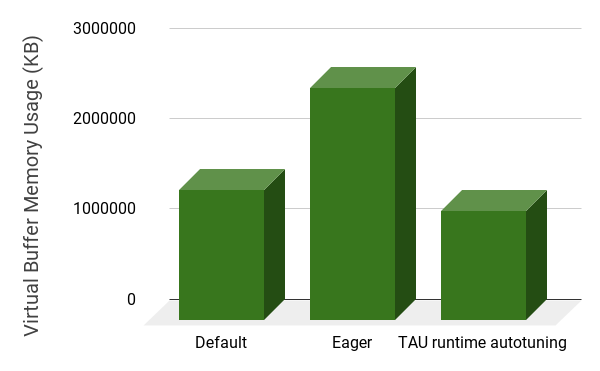 Virtual Buffer Memory Usage (KB)
3000000
2000000
1000000
0
Default
Eager
TAU runtime autotuning